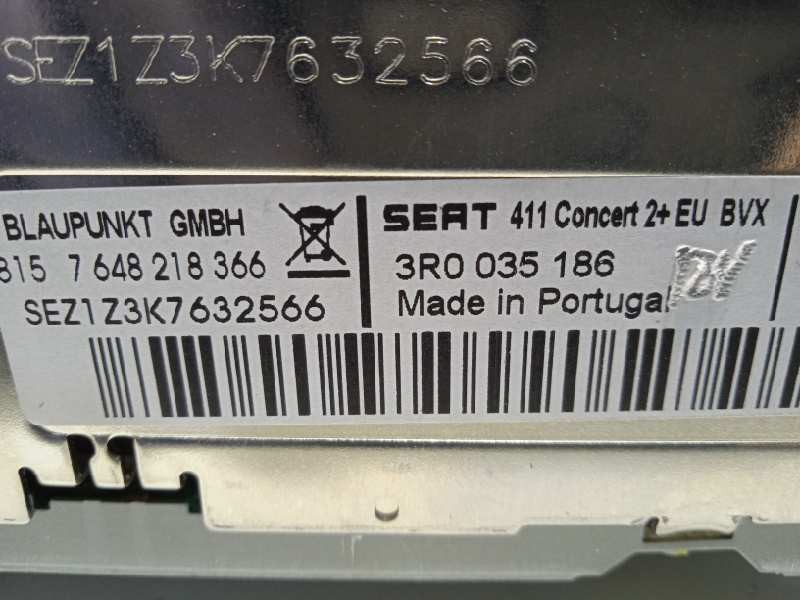 SEZ1Z3K7632566
BLAUPUNKT GMBH
815 7 648 218 366
SEZ1Z3K7632566
SEAT 411 Concert 2+ EU BVX
3R0 035 186
Made in Portugal